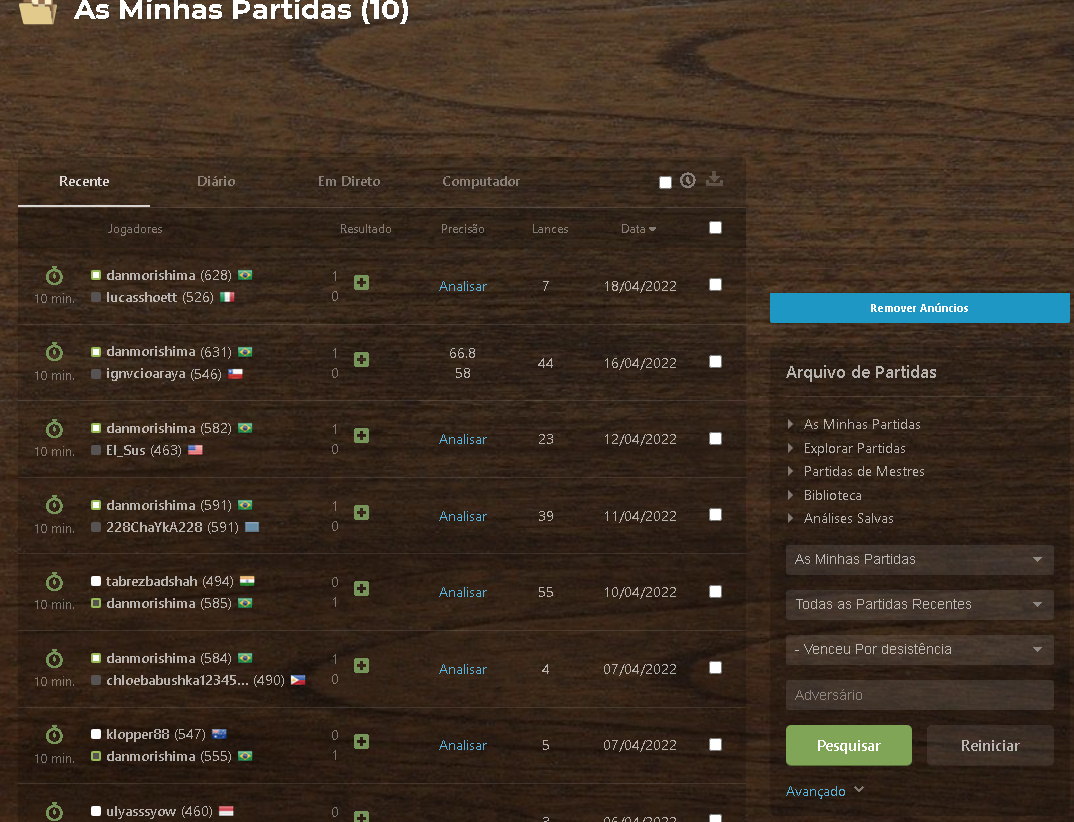 As Minhas Partidas (10)
Recente Diário Em Direto Computador
Jogadores Resultado Precisão Lances Data
danmorishima (628) 1
10 min. lucasshoett (526) 0 Analisar 7 18/04/2022
Remover Anúncios
danmorishima (631) 1 66.8
10 min. ignvcioaraya (546) 0 58 44 16/04/2022
danmorishima (582) 1
10 min. El_Sus (463) 0 Analisar 23 12/04/2022
danmorishima (591) 1
10 min. 228ChaYkA228 (591) 0 Analisar 39 11/04/2022
tabrezbadshah (494) 0
10 min. danmorishima (585) 1 Analisar 55 10/04/2022
danmorishima (584) 1
10 min. chloebabushka12345... (490) 0 Analisar 4 07/04/2022
klopper88 (547) 0
10 min. danmorishima (555) 1 Analisar 5 07/04/2022
ulyasssyow (460) 0
3 06/04/2022
Arquivo de Partidas
As Minhas Partidas
Explorar Partidas
Partidas de Mestres
Biblioteca
Análises Salvas
As Minhas Partidas
Todas as Partidas Recentes
- Venceu Por desistência
Adversário
Pesquisar Reiniciar
Avançado